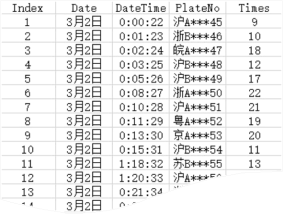 Index Date DateTime PlateNo Times
1 3月2日 0:00:22 沪A***45 9
2 3月2日 0:01:23 浙B***46 10
3 3月2日 0:02:24 皖A***47 18
4 3月2日 0:03:25 沪B***48 12
5 3月2日 0:05:26 沪B***49 17
6 3月2日 0:08:27 浙A***50 22
7 3月2日 0:10:28 沪A***51 21
8 3月2日 0:11:29 粤A***52 19
9 3月2日 0:13:30 京A***53 20
10 3月2日 0:15:31 沪B***54 11
11 3月2日 1:18:32 苏B***55 13
12 3月2日 1:20:33 沪A***5
13 3月2日 0:21:34
14 3月2日